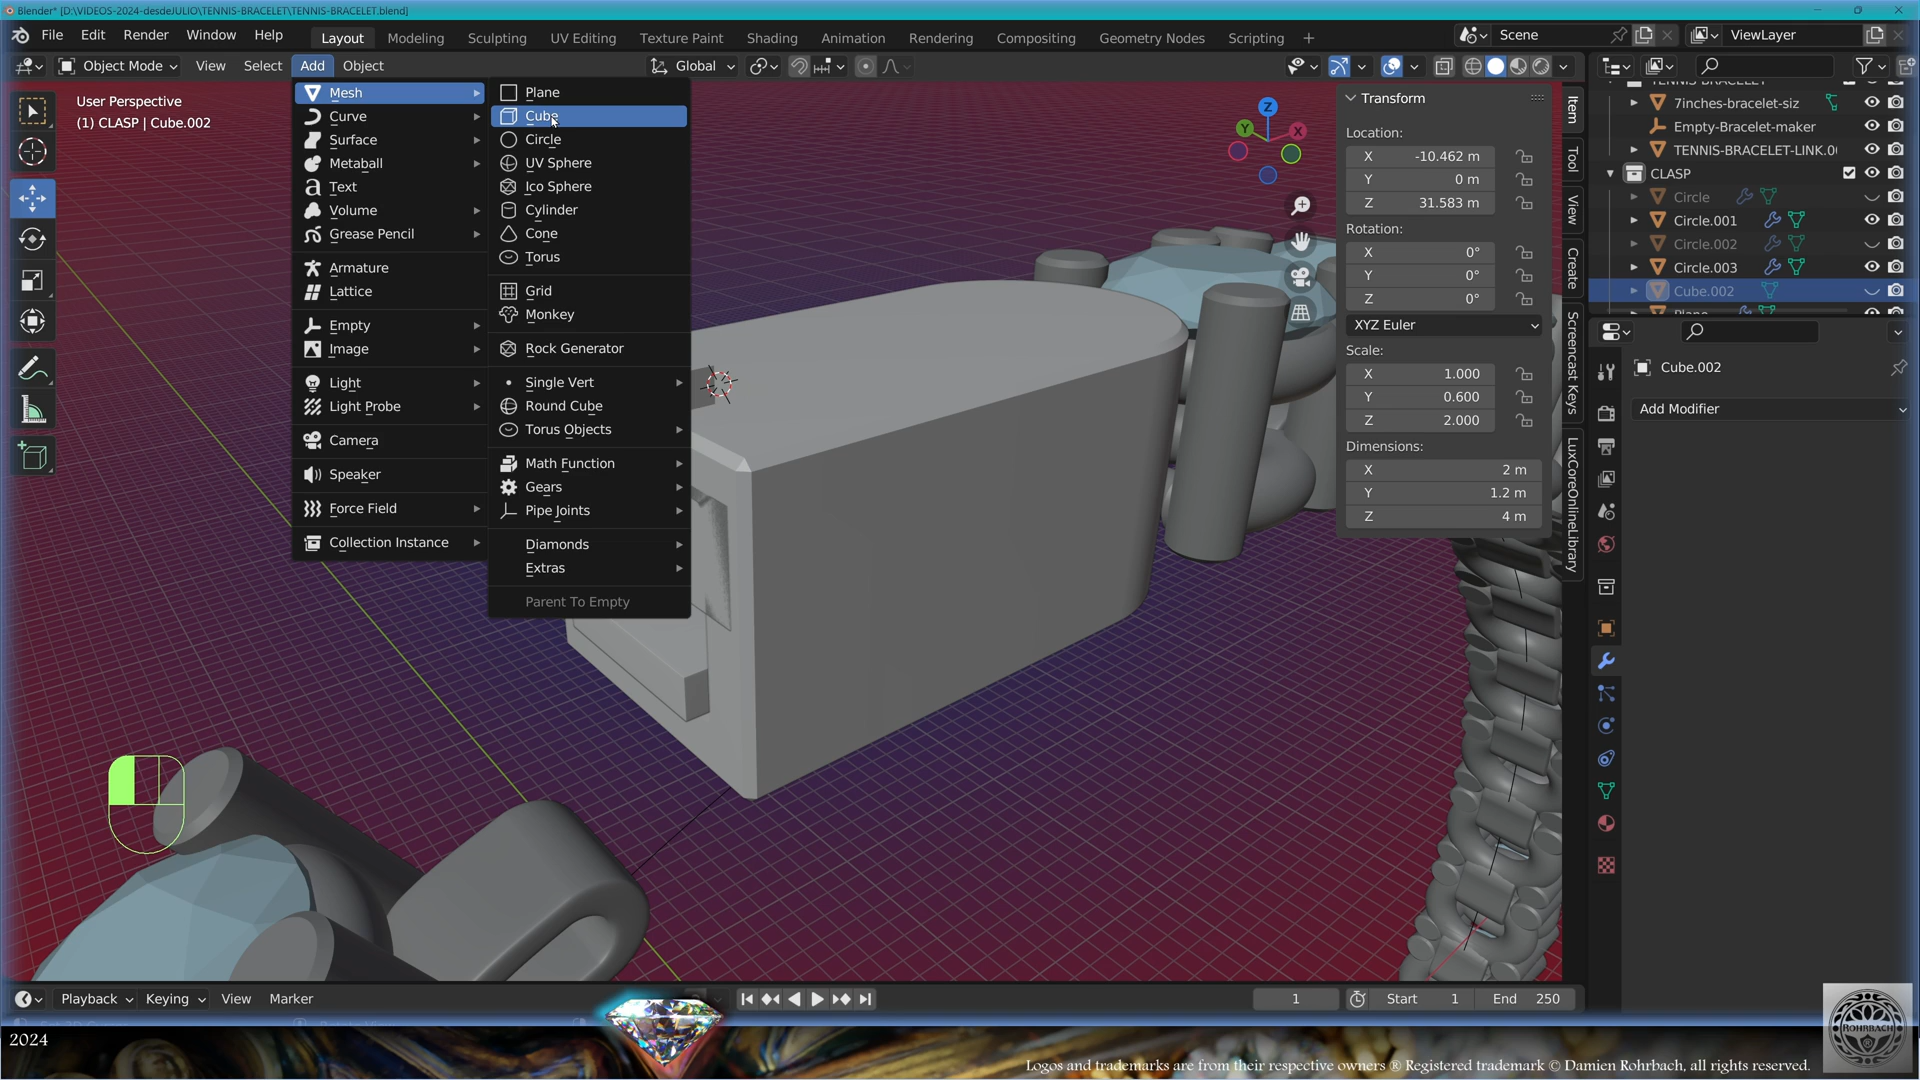 Blender* [D:\VIDEOS-2024-desdeJULIO\TENNIS-BRACELET\TENNIS-BRACELET.blend]
File Edit Render Window Help
Layout Modeling Sculpting UV Editing Texture Paint Shading Animation Rendering Compositing Geometry Nodes Scripting +
Scene
ViewLayer
Object Mode View Select Add Object
Global
User Perspective
(1) CLASP | Cube.002
Mesh
Curve
Surface
Metaball
Text
Volume
Grease Pencil
Armature
Lattice
Empty
Image
Light
Light Probe
Camera
Speaker
Force Field
Collection Instance
Plane
Cube
Circle
UV Sphere
Ico Sphere
Cylinder
Cone
Torus
Grid
Monkey
Rock Generator
Single Vert
Round Cube
Torus Objects
Math Function
Gears
Pipe Joints
Diamonds
Extras
Parent To Empty
Z
Y
X
Transform
Location:
X -10.462 m
Y 0 m
Z 31.583 m
Rotation:
X 0°
Y 0°
Z 0°
XYZ Euler
Scale:
X 1.000
Y 0.600
Z 2.000
Dimensions:
X 2 m
Y 1.2 m
Z 4 m
Item
Tool
View
Create
Screencast Keys
LuxCoreOnlineLibrary
7inches-bracelet-siz
Empty-Bracelet-maker
TENNIS-BRACELET-LINK.0
CLASP
Circle
Circle.001
Circle.002
Circle.003
Cube.002
Cube.002
Add Modifier
Playback Keying View Marker
1
Start 1
End 250
2024
ROHRBACH
®
Logos and trademarks are from their respective owners ® Registered trademark © Damien Rohrbach, all rights reserved.